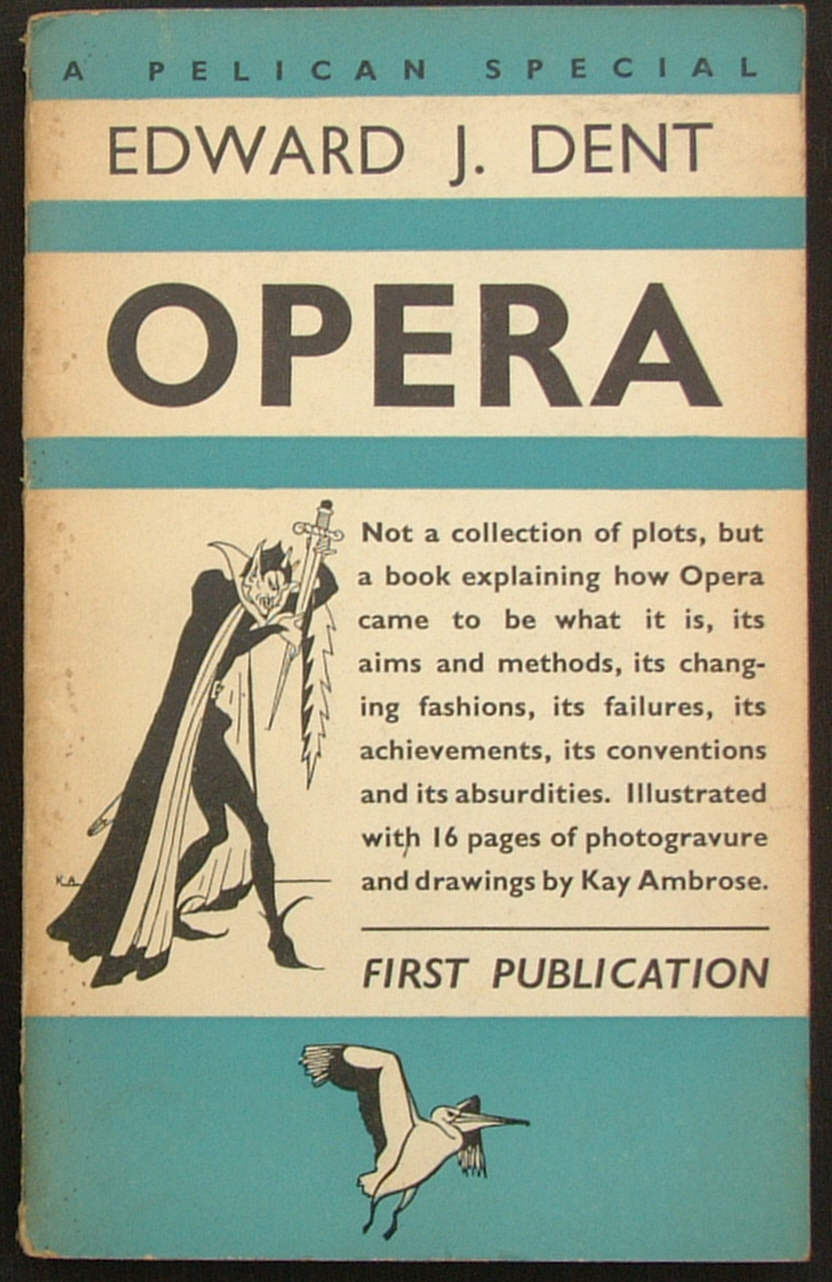 A PELICAN SPECIAL
EDWARD J. DENT
OPERA
Not a collection of plots, but
a book explaining how Opera
came to be what it is, its
aims and methods, its chang-
ing fashions, its failures, its
achievements, its conventions
and its absurdities. Illustrated
with 16 pages of photogravure
and drawings by Kay Ambrose.
K.A.
FIRST PUBLICATION